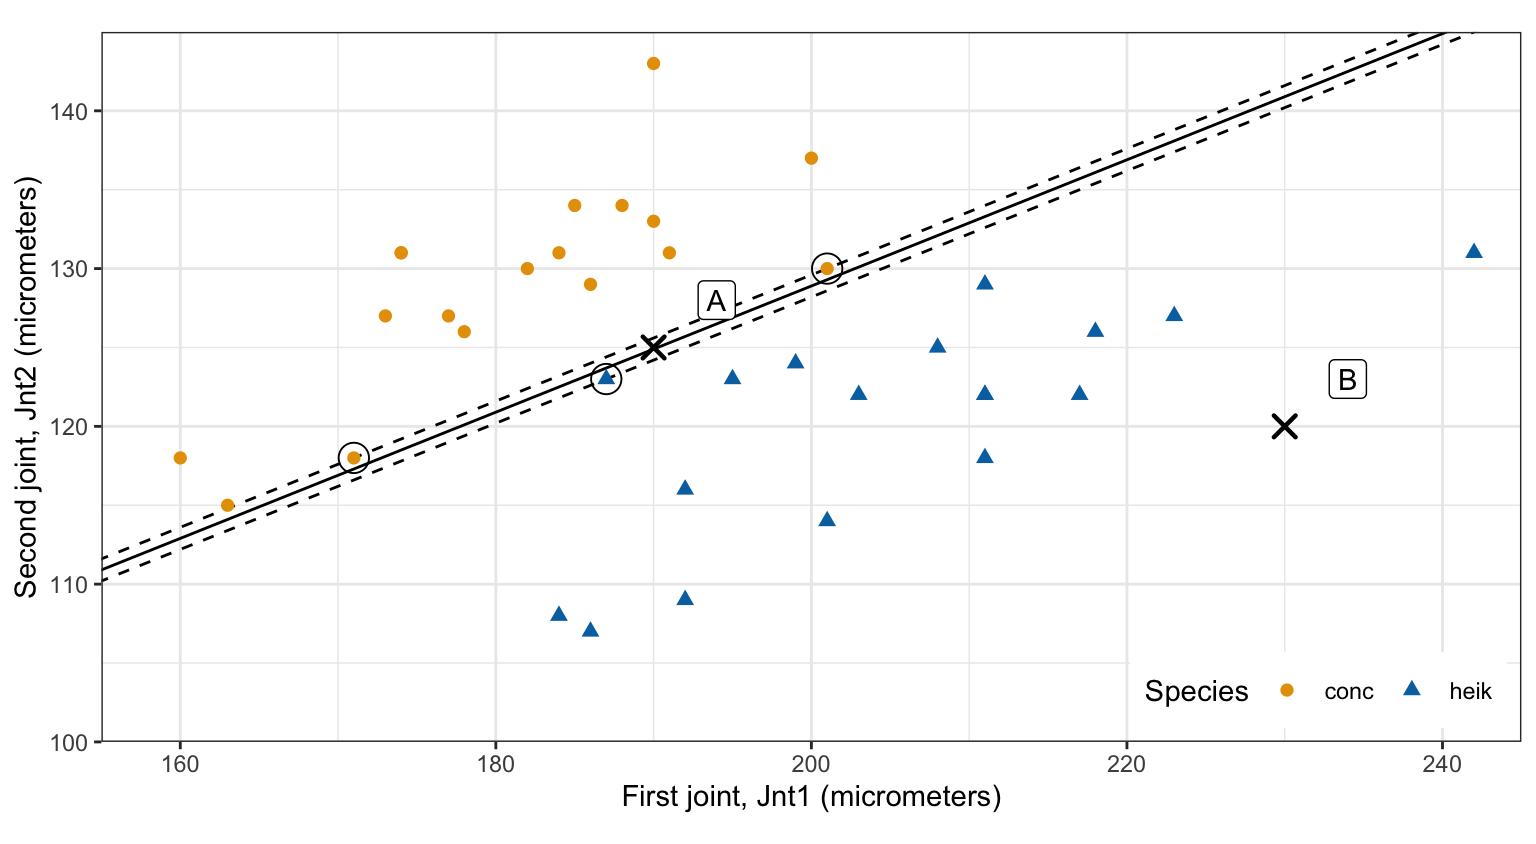 Second joint, Jnt2 (micrometers)
140
130
120
110
100
A
B
Species conc heik
160 180 200 220 240
First joint, Jnt1 (micrometers)